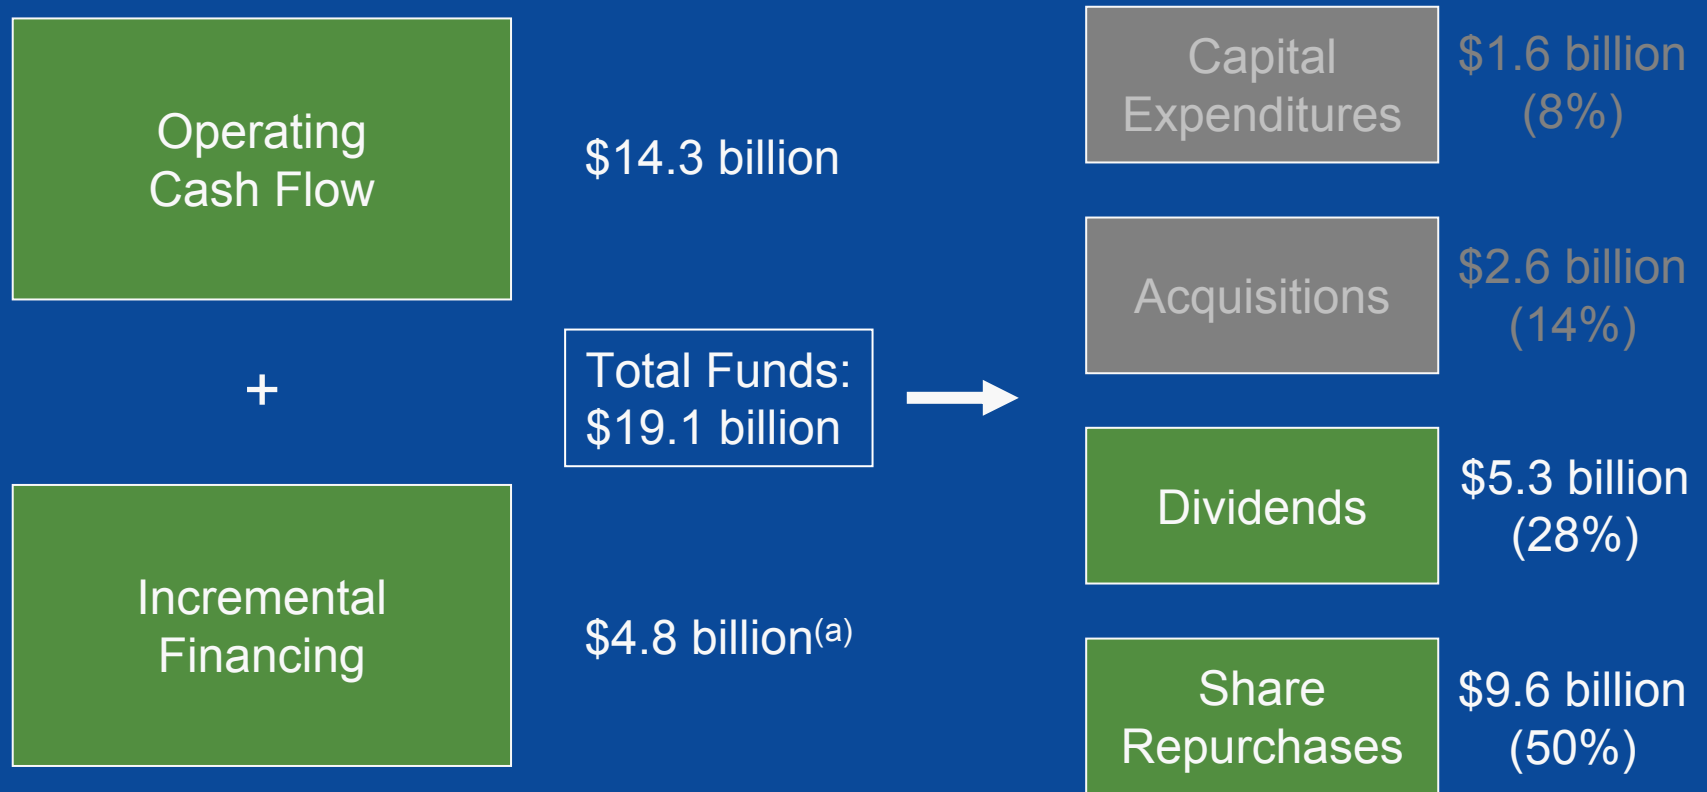 Operating
Cash Flow
$14.3 billion
+
Total Funds:
$19.1 billion
Incremental
Financing
$4.8 billion(a)
Capital
Expenditures
$1.6 billion
(8%)
Acquisitions
$2.6 billion
(14%)
Dividends
$5.3 billion
(28%)
Share
Repurchases
$9.6 billion
(50%)